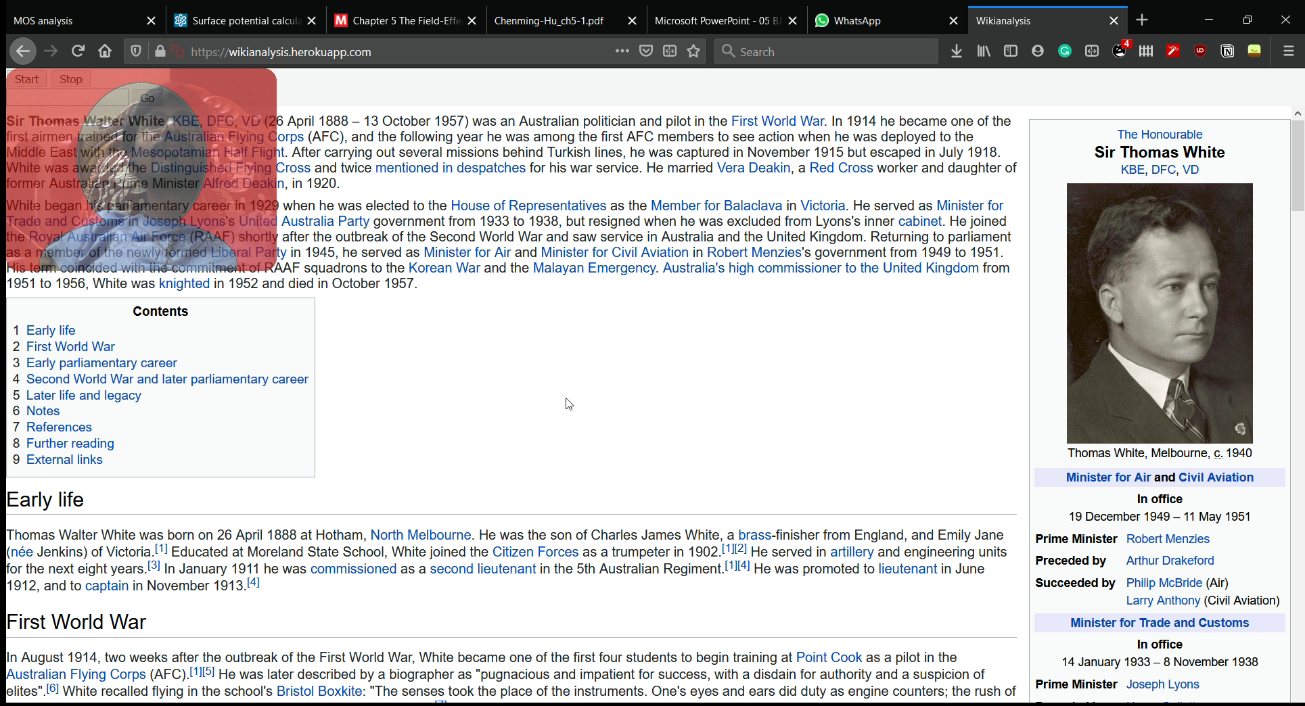 MOS analysis
Surface potential calcula
Chapter 5 The Field-Effe
Chenming-Hu_ch5-1.pdf
Microsoft PowerPoint - 05 B
WhatsApp
Wikianalysis
https://wikianalysis.herokuapp.com
Search
4
Start Stop
Go
Sir Thomas Walter White, KBE, DFC, VD (26 April 1888 – 13 October 1957) was an Australian politician and pilot in the First World War. In 1914 he became one of the
first airmen trained for the Australian Flying Corps (AFC), and the following year he was among the first AFC members to see action when he was deployed to the
Middle East with the Mesopotamian Half Flight. After carrying out several missions behind Turkish lines, he was captured in November 1915 but escaped in July 1918.
White was awarded the Distinguished Flying Cross and twice mentioned in despatches for his war service. He married Vera Deakin, a Red Cross worker and daughter of
former Australian Prime Minister Alfred Deakin, in 1920.
White began his parliamentary career in 1929 when he was elected to the House of Representatives as the Member for Balaclava in Victoria. He served as Minister for
Trade and Customs in Joseph Lyons's United Australia Party government from 1933 to 1938, but resigned when he was excluded from Lyons's inner cabinet. He joined
the Royal Australian Air Force (RAAF) shortly after the outbreak of the Second World War and saw service in Australia and the United Kingdom. Returning to parliament
as a member of the newly formed Liberal Party in 1945, he served as Minister for Air and Minister for Civil Aviation in Robert Menzies's government from 1949 to 1951.
His term coincided with the commitment of RAAF squadrons to the Korean War and the Malayan Emergency. Australia's high commissioner to the United Kingdom from
1951 to 1956, White was knighted in 1952 and died in October 1957.
Contents
1 Early life
2 First World War
3 Early parliamentary career
4 Second World War and later parliamentary career
5 Later life and legacy
6 Notes
7 References
8 Further reading
9 External links
Early life
Thomas Walter White was born on 26 April 1888 at Hotham, North Melbourne. He was the son of Charles James White, a brass-finisher from England, and Emily Jane
(née Jenkins) of Victoria.[1] Educated at Moreland State School, White joined the Citizen Forces as a trumpeter in 1902.[1][2] He served in artillery and engineering units
for the next eight years.[3] In January 1911 he was commissioned as a second lieutenant in the 5th Australian Regiment.[1][4] He was promoted to lieutenant in June
1912, and to captain in November 1913.[4]
First World War
In August 1914, two weeks after the outbreak of the First World War, White became one of the first four students to begin training at Point Cook as a pilot in the
Australian Flying Corps (AFC).[1][5] He was later described by a biographer as "pugnacious and impatient for success, with a disdain for authority and a suspicion of
elites".[6] White recalled flying in the school's Bristol Boxkite: "The senses took the place of the instruments. One's eyes and ears did duty as engine counters; the rush of
The Honourable
Sir Thomas White
KBE, DFC, VD
Thomas White, Melbourne, c. 1940
Minister for Air and Civil Aviation
In office
19 December 1949 – 11 May 1951
Prime Minister Robert Menzies
Preceded by Arthur Drakeford
Succeeded by Philip McBride (Air)
Larry Anthony (Civil Aviation)
Minister for Trade and Customs
In office
14 January 1933 – 8 November 1938
Prime Minister Joseph Lyons